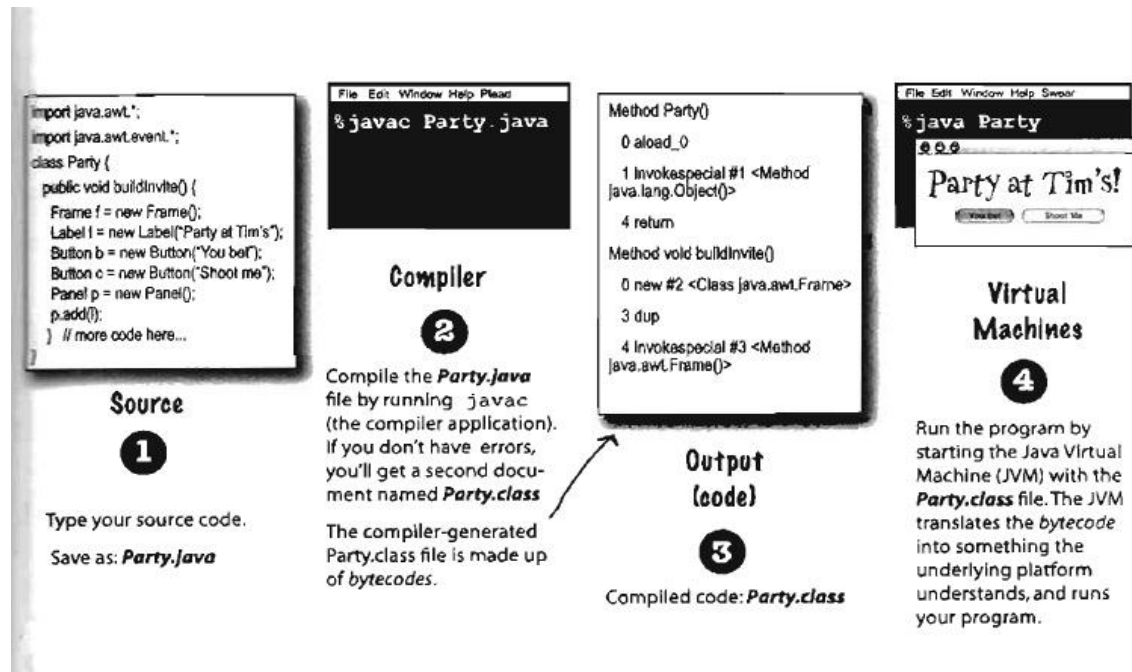 import java.awt.*;
import java.awt.event.*;
class Party {
public void buildInvite() {
Frame f = new Frame();
Label l = new Label("Party at Tim's");
Button b = new Button("You bet");
Button c = new Button("Shoot me");
Panel p = new Panel();
p.add(l);
} // more code here...
}
Source
1
Type your source code.
Save as: Party.java
File Edit Window Help Plead
%javac Party.java
Compiler
2
Compile the Party.java
file by running javac
(the compiler application).
If you don't have errors,
you'll get a second docu-
ment named Party.class
The compiler-generated
Party.class file is made up
of bytecodes.
Method Party()
0 aload_0
1 invokespecial #1 <Method
java.lang.Object()>
4 return
Method void buildInvite()
0 new #2 <Class java.awt.Frame>
3 dup
4 invokespecial #3 <Method
java.awt.Frame()>
Output
(code)
3
Compiled code: Party.class
File Edit Window Help Swear
%java Party
Party at Tim's!
You bet Shoot Me
Virtual
Machines
4
Run the program by
starting the Java Virtual
Machine (JVM) with the
Party.class file. The JVM
translates the bytecode
into something the
underlying platform
understands, and runs
your program.